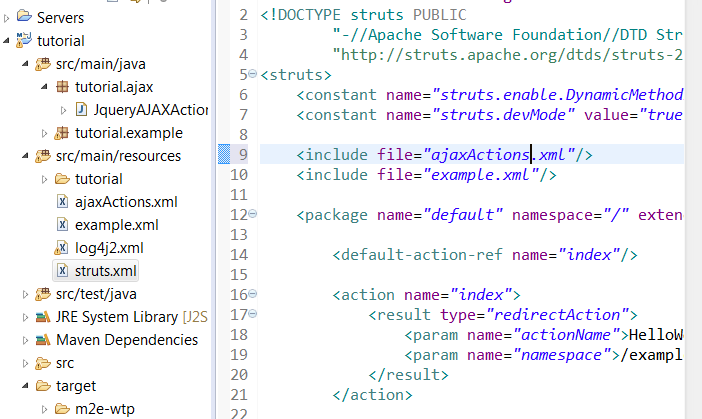 Servers
tutorial
src/main/java
tutorial.ajax
JqueryAJAXAction
tutorial.example
src/main/resources
tutorial
ajaxActions.xml
example.xml
log4j2.xml
struts.xml
src/test/java
JRE System Library [J2S
Maven Dependencies
src
target
m2e-wtp
2 <!DOCTYPE struts PUBLIC
3 "-//Apache Software Foundation//DTD Str
4 "http://struts.apache.org/dtds/struts-2
5 <struts>
6 <constant name="struts.enable.DynamicMethod
7 <constant name="struts.devMode" value="true
8
9 <include file="ajaxActions.xml"/>
10 <include file="example.xml"/>
11
12 <package name="default" namespace="/" exten
13
14 <default-action-ref name="index"/>
15
16 <action name="index">
17 <result type="redirectAction">
18 <param name="actionName">HelloW
19 <param name="namespace">/exampl
20 </result>
21 </action>
22